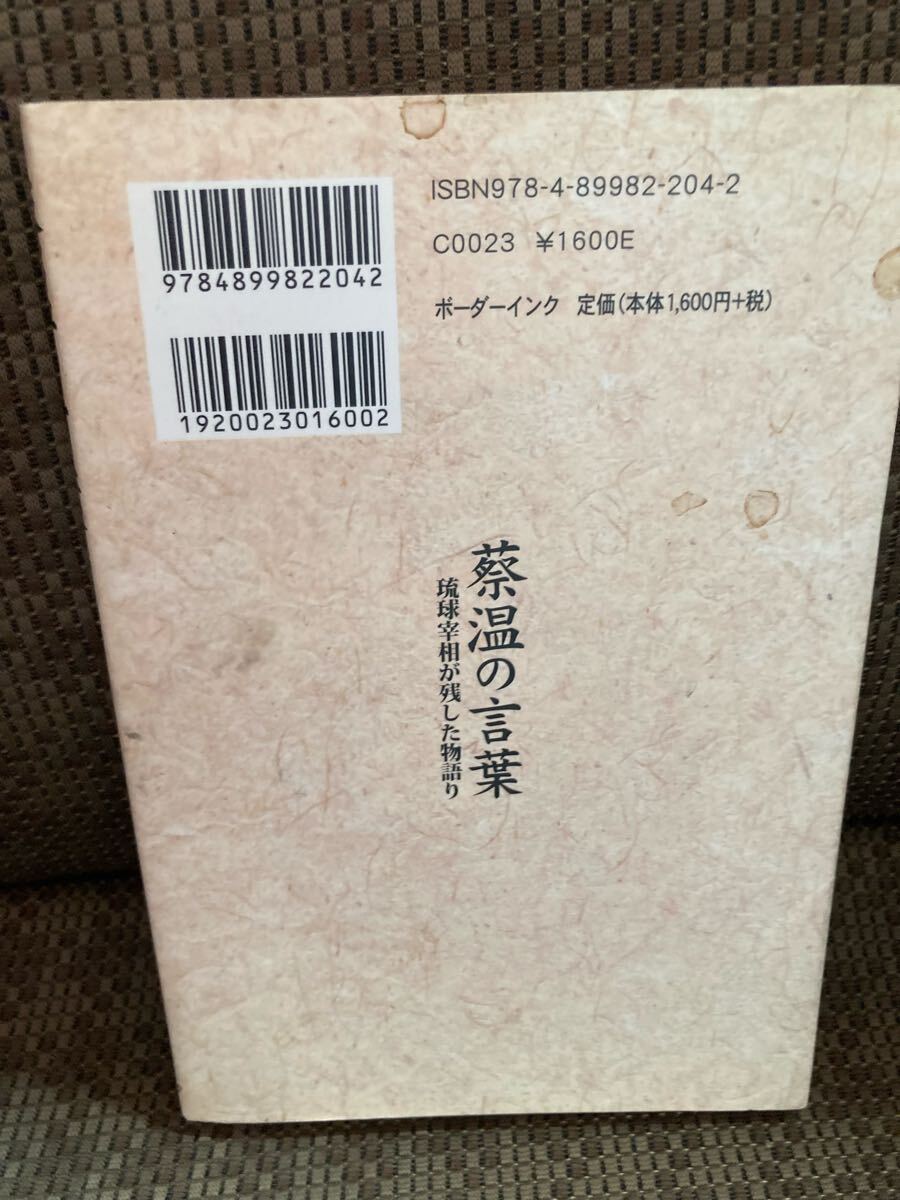 ISBN978-4-89982-204-2
C0023 ¥1600E
ボーダーインク 定価(本体1,600円+税)
9784899822042
1920023016002
蔡温の言葉
琉球宰相が残した物語り